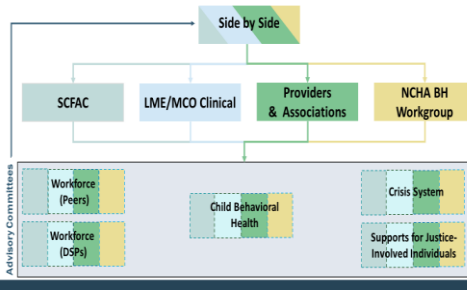 Side by Side
SCFAC
LME/MCO Clinical
Providers
& Associations
NCHA BH
Workgroup
Advisory Committees
Workforce
(Peers)
Workforce
(DSPs)
Child Behavioral
Health
Crisis System
Supports for Justice-
Involved Individuals